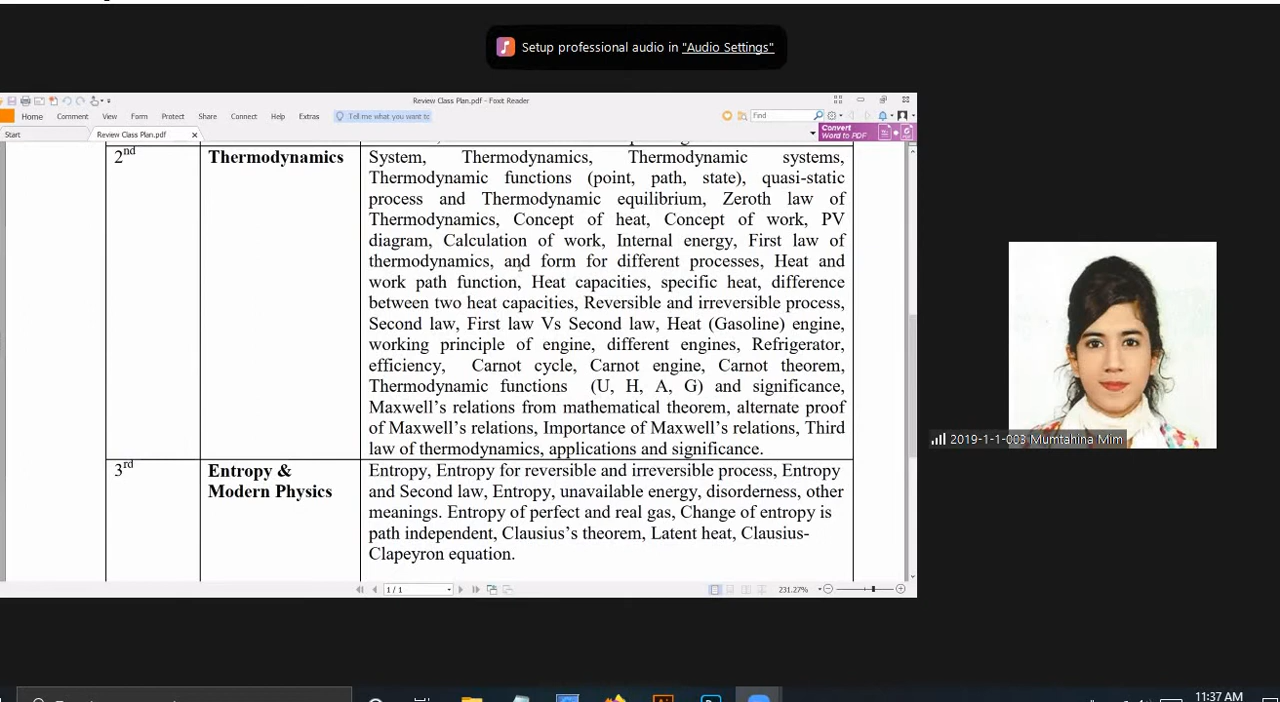 Setup professional audio in "Audio Settings"
Review Class Plan.pdf - Foxit Reader
Home Comment View Form Protect Share Connect Help Extras Tell me what you want to Find
Start Review Class Plan.pdf Convert Word to PDF
2nd Thermodynamics System, Thermodynamics, Thermodynamic systems,
Thermodynamic functions (point, path, state), quasi-static
process and Thermodynamic equilibrium, Zeroth law of
Thermodynamics, Concept of heat, Concept of work, PV
diagram, Calculation of work, Internal energy, First law of
thermodynamics, and form for different processes, Heat and
work path function, Heat capacities, specific heat, difference
between two heat capacities, Reversible and irreversible process,
Second law, First law Vs Second law, Heat (Gasoline) engine,
working principle of engine, different engines, Refrigerator,
efficiency, Carnot cycle, Carnot engine, Carnot theorem,
Thermodynamic functions (U, H, A, G) and significance,
Maxwell's relations from mathematical theorem, alternate proof
of Maxwell's relations, Importance of Maxwell's relations, Third
law of thermodynamics, applications and significance.
3rd Entropy & Entropy, Entropy for reversible and irreversible process, Entropy
Modern Physics and Second law, Entropy, unavailable energy, disorderness, other
meanings. Entropy of perfect and real gas, Change of entropy is
path independent, Clausius's theorem, Latent heat, Clausius-
Clapeyron equation.
1 / 1 231.27%
2019-1-1-003 Mumtahina Mim
11:37 AM